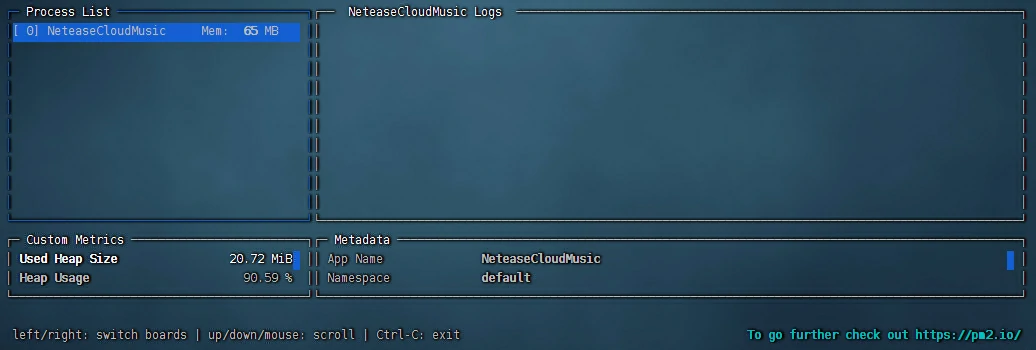 Process List
[ 0] NeteaseCloudMusic Mem: 65 MB
NeteaseCloudMusic Logs
Custom Metrics
Used Heap Size 20.72 MiB
Heap Usage 90.59 %
Metadata
App Name NeteaseCloudMusic
Namespace default
left/right: switch boards | up/down/mouse: scroll | Ctrl-C: exit
To go further check out https://pm2.io/